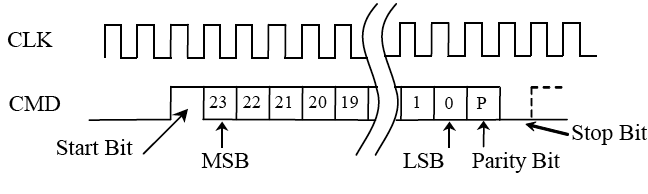 CLK
CMD 23 22 21 20 19 1 0 P
Start Bit MSB LSB Parity Bit Stop Bit